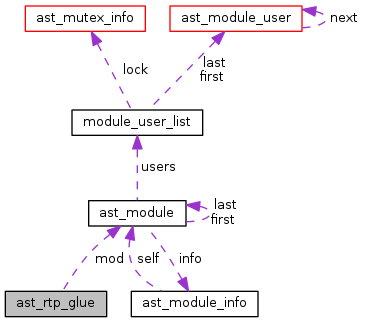 ast_mutex_info
ast_module_user
next
lock
last
first
module_user_list
users
ast_module
last
first
mod
self
info
ast_rtp_glue
ast_module_info